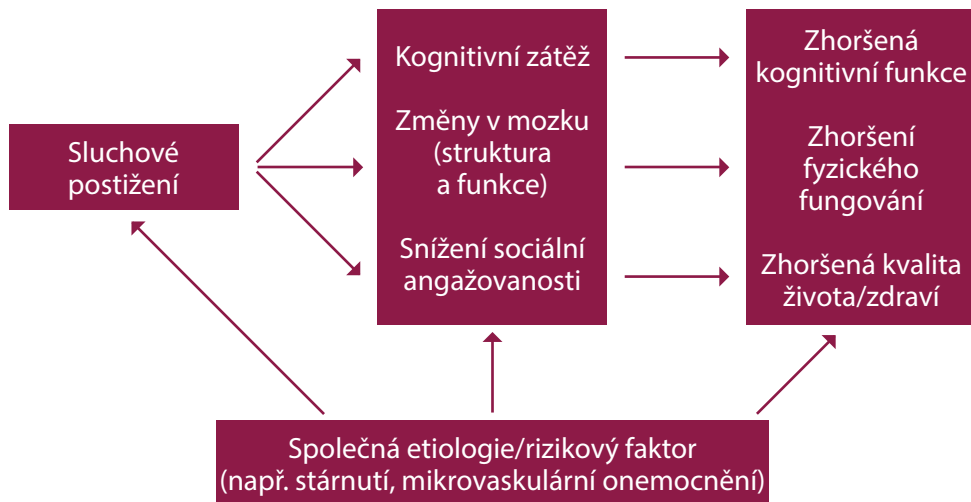 Sluchové
postižení
Kognitivní zátěž
Změny v mozku
(struktura
a funkce)
Snížení sociální
angažovanosti
Zhoršená
kognitivní funkce
Zhoršení
fyzického
fungování
Zhoršená kvalita
života/zdraví
Společná etiologie/rizikový faktor
(např. stárnutí, mikrovaskulární onemocnění)